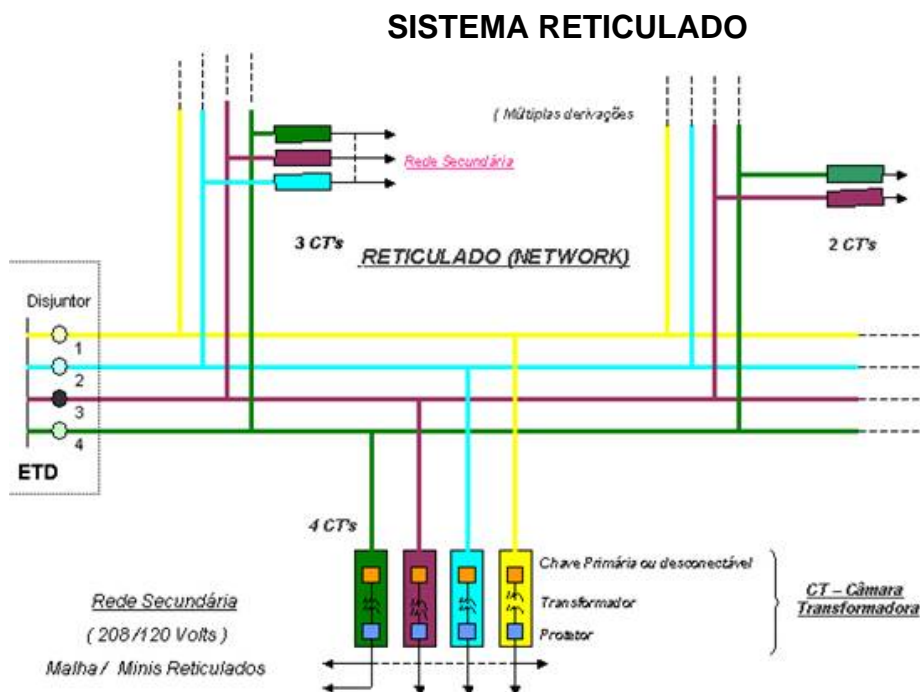 SISTEMA RETICULADO
( Múltiplas derivações
Rede Secundária
3 CT's
RETICULADO (NETWORK)
2 CT's
Disjuntor
1
2
3
4
ETD
4 CT's
Chave Primária ou desconectável
Transformador
Protetor
CT – Câmara
Transformadora
Rede Secundária
( 208 /120 Volts )
Malha / Minis Reticulados